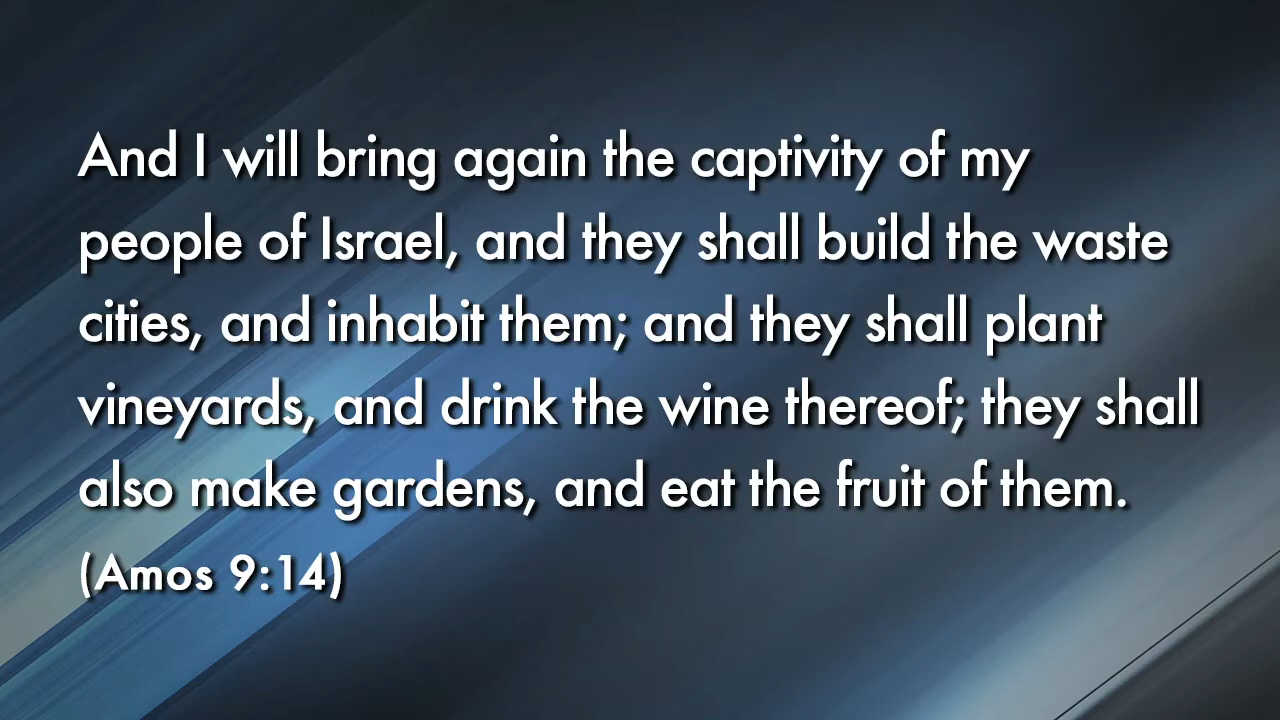 And I will bring again the captivity of my
people of Israel, and they shall build the waste
cities, and inhabit them; and they shall plant
vineyards, and drink the wine thereof; they shall
also make gardens, and eat the fruit of them.
(Amos 9:14)